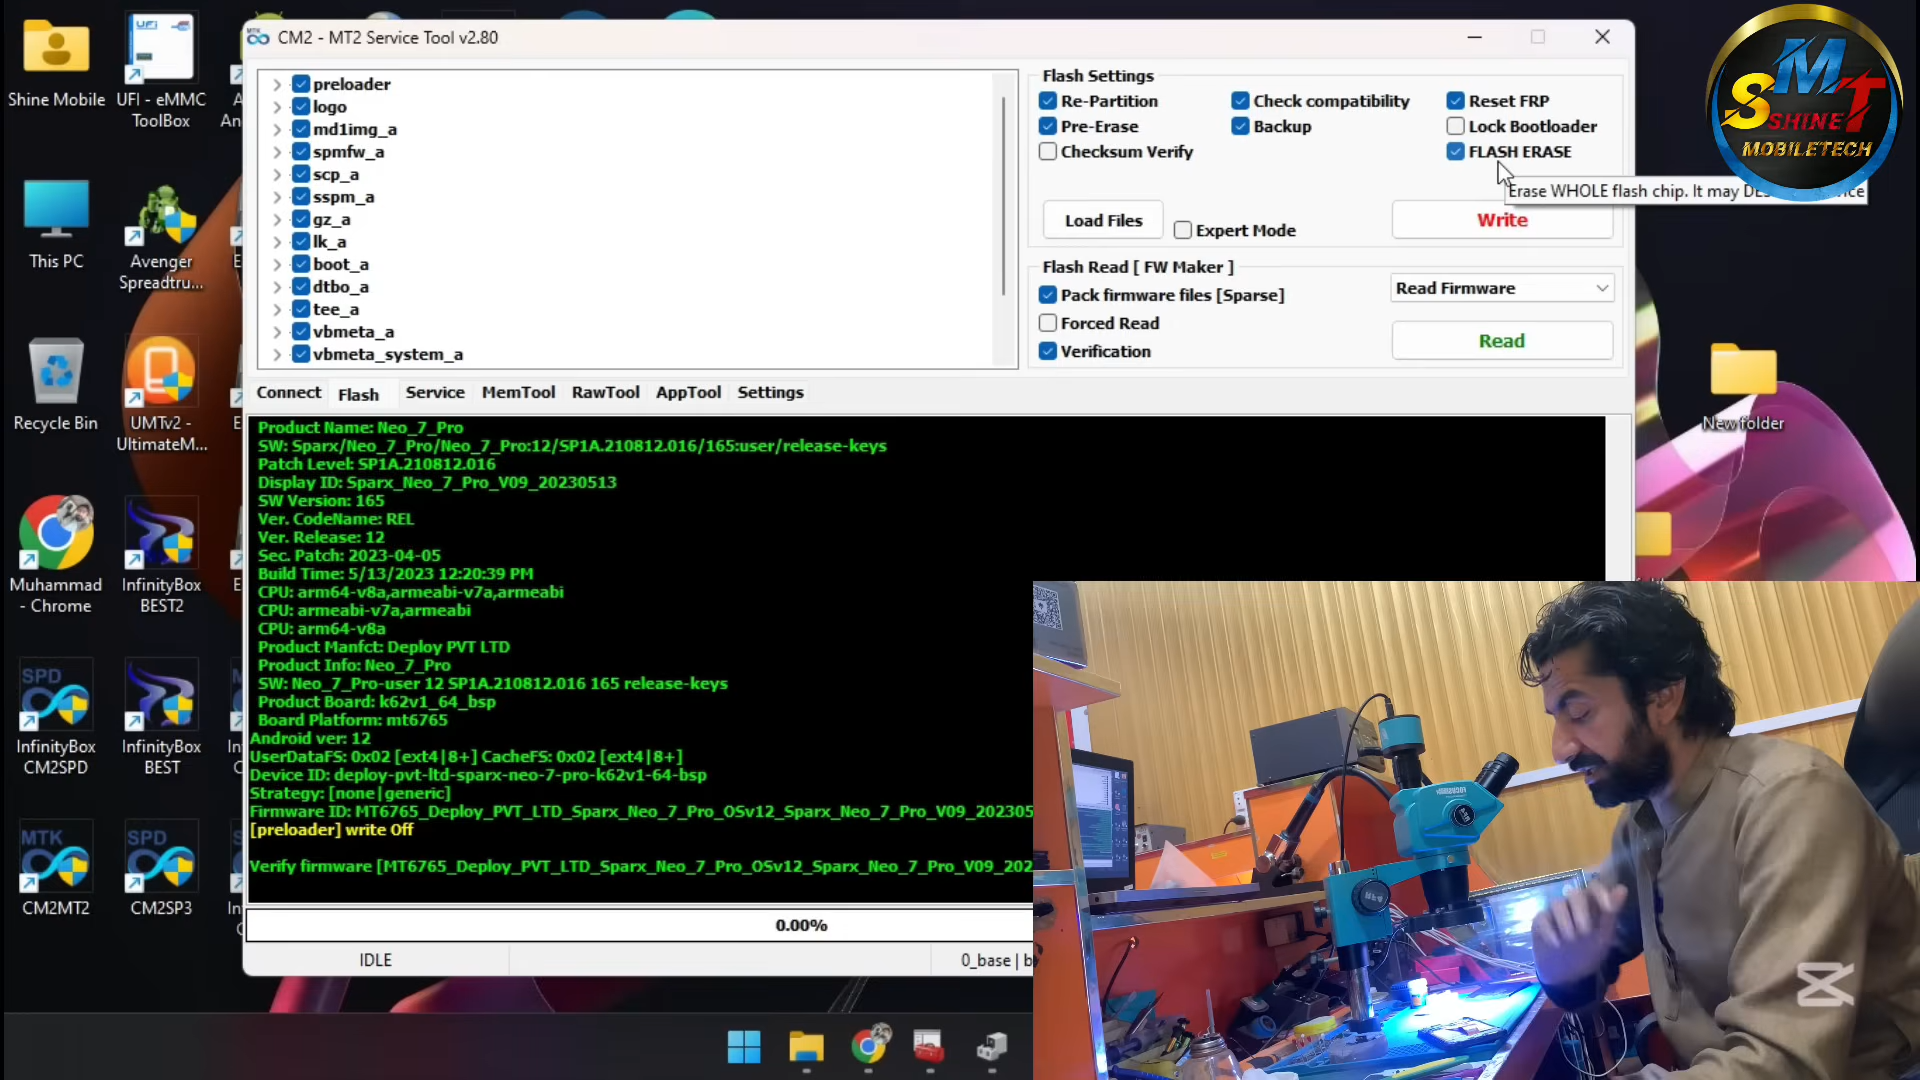 CM2 - MT2 Service Tool v2.80
preloader
logo
md1img_a
spmfw_a
scp_a
sspm_a
gz_a
lk_a
boot_a
dtbo_a
tee_a
vbmeta_a
vbmeta_system_a
Flash Settings
Re-Partition
Check compatibility
Reset FRP
Pre-Erase
Backup
Lock Bootloader
Checksum Verify
FLASH ERASE
Erase WHOLE flash chip. It may
Load Files
Expert Mode
Write
Flash Read [ FW Maker ]
Pack firmware files [Sparse]
Read Firmware
Forced Read
Verification
Read
Connect
Flash
Service
MemTool
RawTool
AppTool
Settings
Product Name: Neo_7_Pro
SW: Sparx/Neo_7_Pro/Neo_7_Pro:12/SP1A.210812.016/165:user/release-keys
Patch Level: SP1A.210812.016
Display ID: Sparx_Neo_7_Pro_V09_20230513
SW Version: 165
Ver. CodeName: REL
Ver. Release: 12
Sec. Patch: 2023-04-05
Build Time: 5/13/2023 12:20:39 PM
CPU: arm64-v8a,armeabi-v7a,armeabi
CPU: armeabi-v7a,armeabi
CPU: arm64-v8a
Product Manfct: Deploy PVT LTD
Product Info: Neo_7_Pro
SW: Neo_7_Pro-user 12 SP1A.210812.016 165 release-keys
Product Board: k62v1_64_bsp
Board Platform: mt6765
Android ver: 12
UserDataFS: 0x02 [ext4|8+] CacheFS: 0x02 [ext4|8+]
Device ID: deploy-pvt-ltd-sparx-neo-7-pro-k62v1-64-bsp
Strategy: [none|generic]
Firmware ID: MT6765_Deploy_PVT_LTD_Sparx_Neo_7_Pro_OSv12_Sparx_Neo_7_Pro_V09_202305
[preloader] write Off
Verify firmware [MT6765_Deploy_PVT_LTD_Sparx_Neo_7_Pro_OSv12_Sparx_Neo_7_Pro_V09_202
0.00%
IDLE
0_base | b
Shine Mobile
UFi
UFI - eMMC
ToolBox
This PC
Avenger
Spreadtru...
Recycle Bin
UMTv2 -
UltimateM...
Muhammad
- Chrome
InfinityBox
BEST2
SPD
InfinityBox
CM2SPD
InfinityBox
BEST
MTK
CM2MT2
SPD
CM2SP3
New folder
SMT
SHINE
MOBILETECH